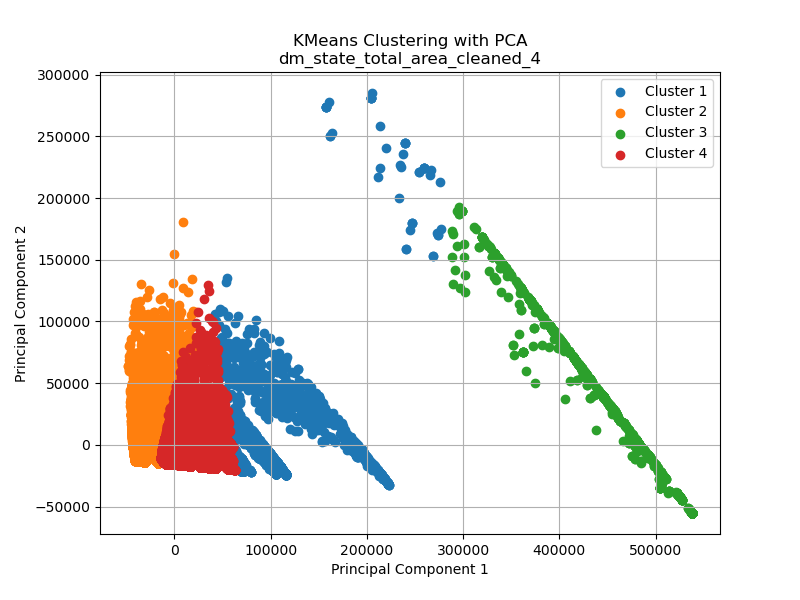 KMeans Clustering with PCA
dm_state_total_area_cleaned_4
300000
250000
200000
150000
100000
50000
0
−50000
Principal Component 2
Cluster 1
Cluster 2
Cluster 3
Cluster 4
0
100000
200000
300000
400000
500000
Principal Component 1